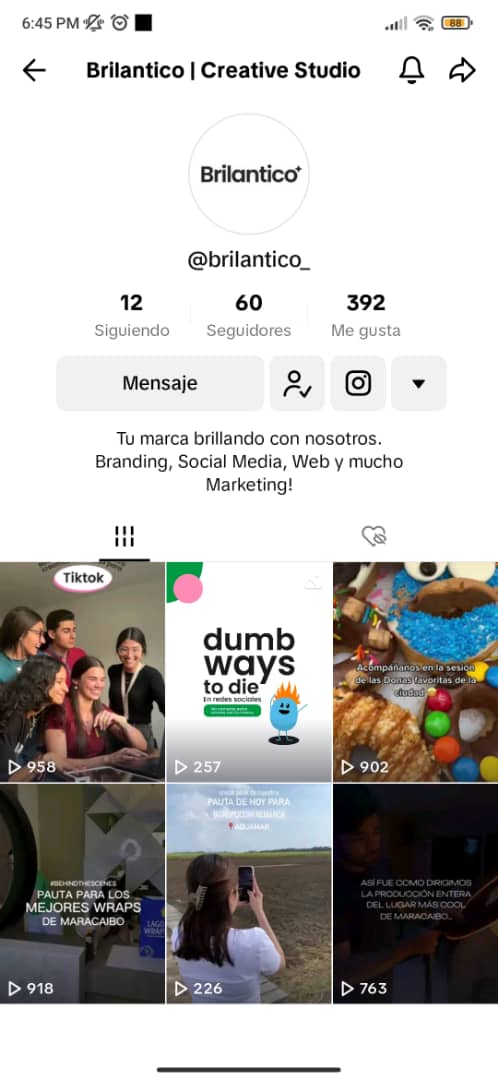 6:45 PM
88
Brilantico | Creative Studio
Brilantico
@brilantico_
12
Siguiendo
60
Seguidores
392
Me gusta
Mensaje
Tu marca brillando con nosotros.
Branding, Social Media, Web y mucho
Marketing!
Tiktok
958
dumb
ways
to die
En redes sociales
257
Acompáñanos en la sesión
de las Donas favoritas de la
ciudad
902
#BEHINDTHESCENES
PAUTA PARA LOS
MEJORES WRAPS
DE MARACAIBO
918
PAUTA DE HOY PARA
226
ASÍ FUE COMO DIRIGIMOS
LA PRODUCCIÓN ENTERA
DEL LUGAR MÁS COOL
DE MARACAIBO...
763